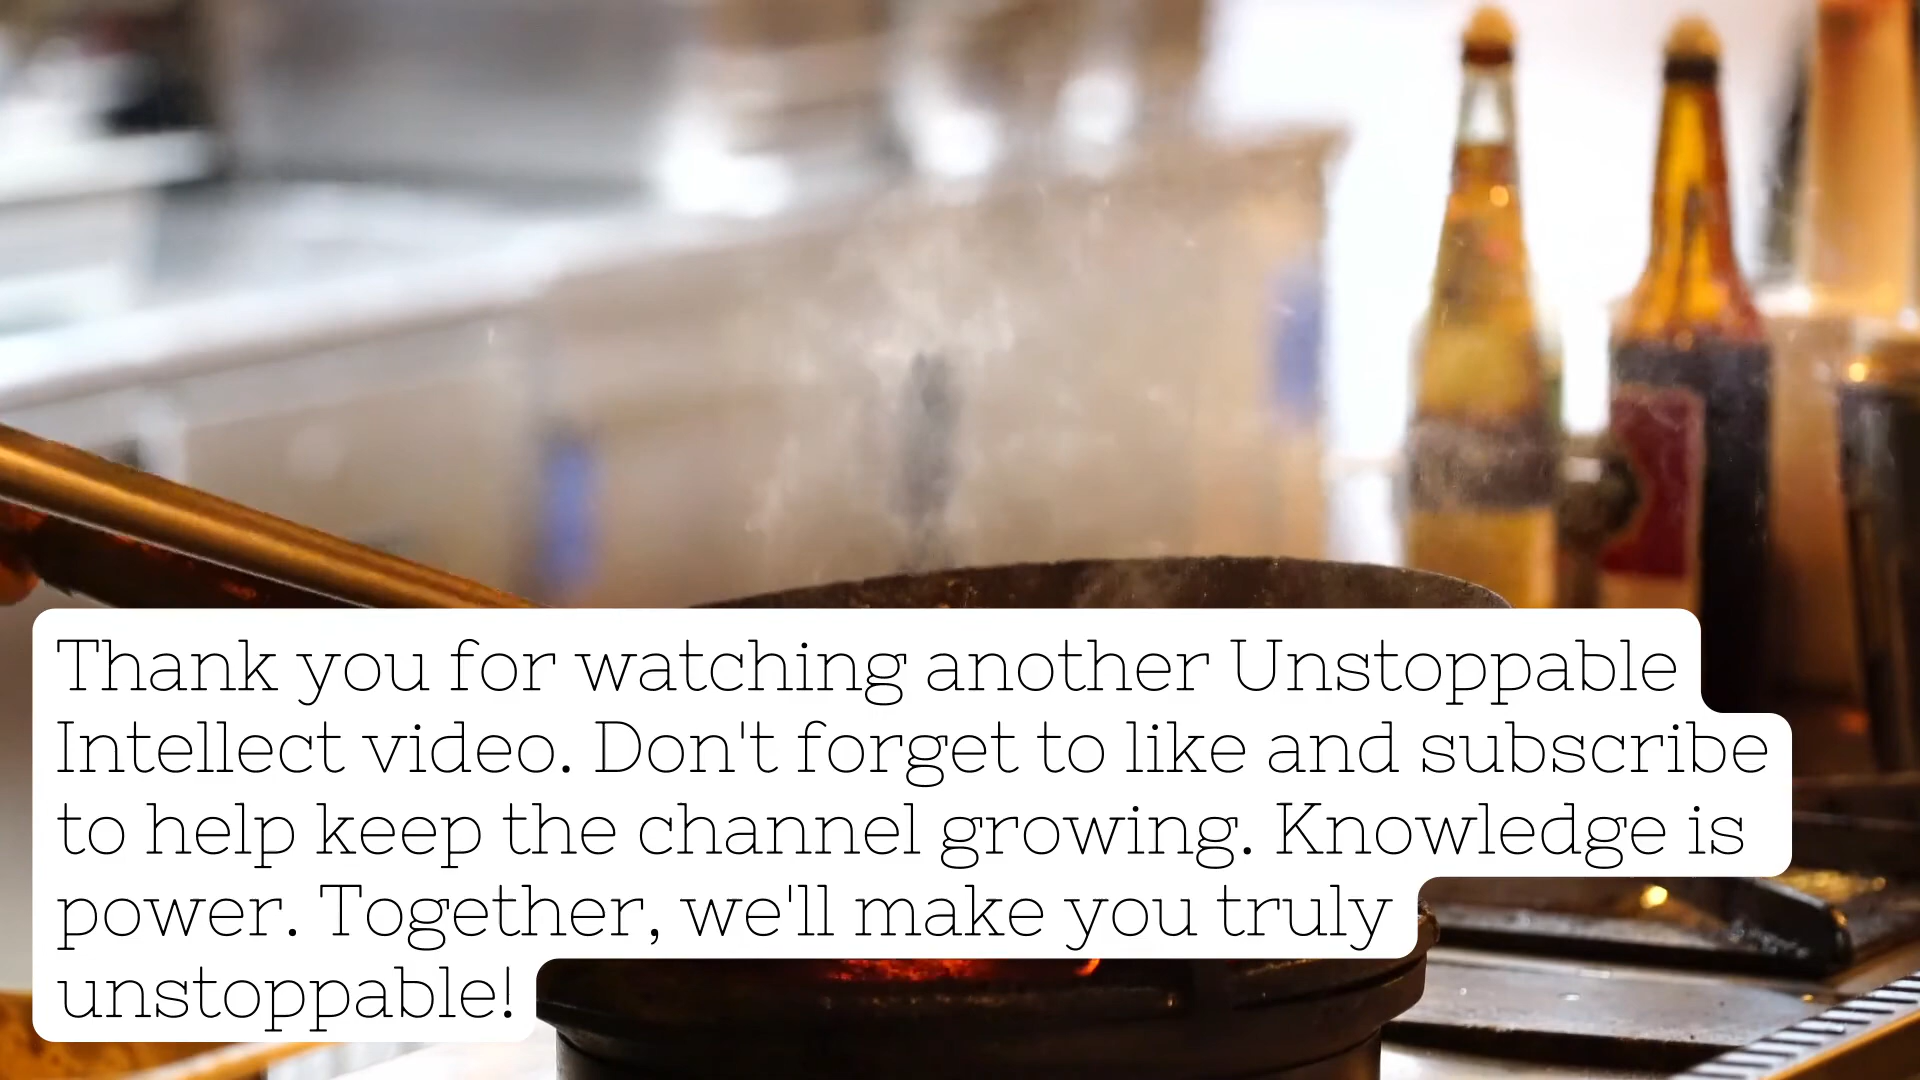 Thank you for watching another Unstoppable
Intellect video. Don't forget to like and subscribe
to help keep the channel growing. Knowledge is
power. Together, we'll make you truly
unstoppable!